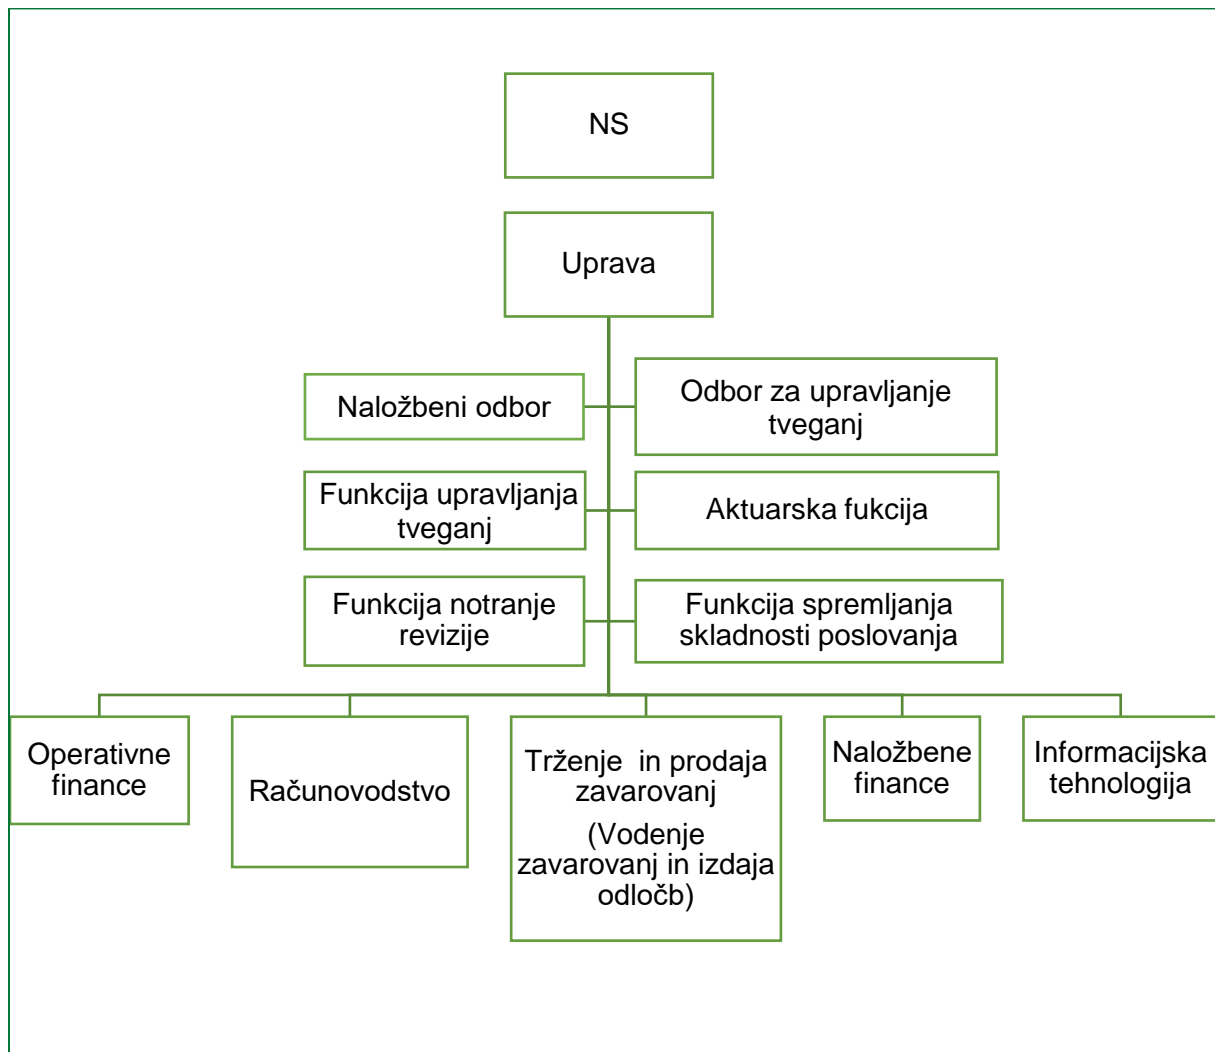 NS
Uprava
Naložbeni odbor
Odbor za upravljanje
tveganj
Funkcija upravljanja
tveganj
Aktuarska fukcija
Funkcija notranje
revizije
Funkcija spremljanja
skladnosti poslovanja
Operativne
finance
Računovodstvo
Trženje in prodaja
zavarovanj
(Vodenje
zavarovanj in izdaja
odločb)
Naložbene
finance
Informacijska
tehnologija